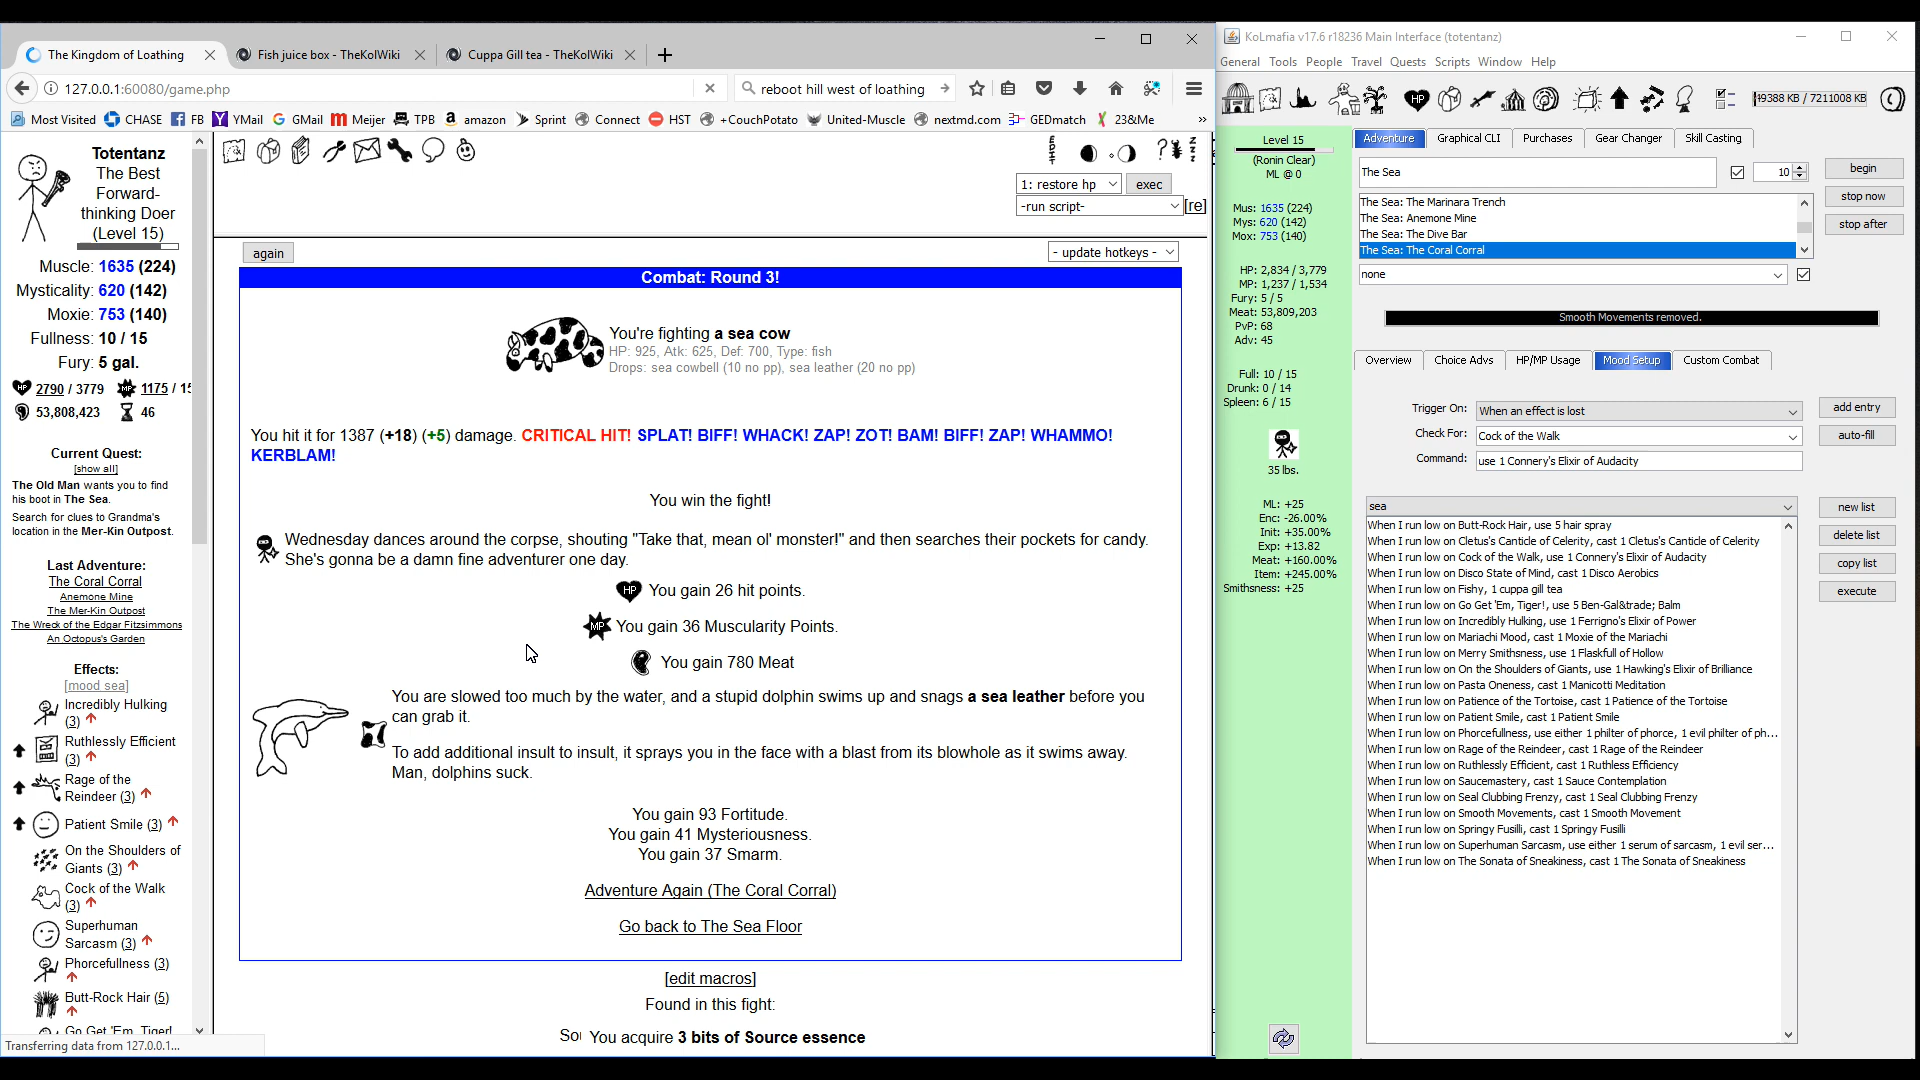 The Kingdom of Loathing
Fish juice box - TheKolWiki
Cuppa Gill tea - TheKolWiki
127.0.0.1:60080/game.php
reboot hill west of loathing
Most Visited
CHASE
FB
YMail
GMail
Meijer
TPB
amazon
Sprint
Connect
HST
+CouchPotato
United-Muscle
nextmd.com
GEDmatch
23&Me
»
Totentanz
The Best
Forward-
thinking Doer
(Level 15)
Muscle: 1635 (224)
Mysticality: 620 (142)
Moxie: 753 (140)
Fullness: 10 / 15
Fury: 5 gal.
HP 2790 / 3779 MP 1175 / 15
53,808,423 46
Current Quest:
[show all]
The Old Man wants you to find
his boot in The Sea.
Search for clues to Grandma's
location in the Mer-Kin Outpost.
Last Adventure:
The Coral Corral
Anemone Mine
The Mer-Kin Outpost
The Wreck of the Edgar Fitzsimmons
An Octopus's Garden
Effects:
[mood sea]
Incredibly Hulking
(3)
Ruthlessly Efficient
(3)
Rage of the
Reindeer (3)
Patient Smile (3)
On the Shoulders of
Giants (3)
Cock of the Walk
(3)
Superhuman
Sarcasm (3)
Phorcefullness (3)
Butt-Rock Hair (5)
Go Get 'Em, Tiger!
Transferring data from 127.0.0.1...
EDIT
?
ZZZ
1: restore hp
exec
-run script-
[re]
again
- update hotkeys -
Combat: Round 3!
You're fighting a sea cow
HP: 925, Atk: 625, Def: 700, Type: fish
Drops: sea cowbell (10 no pp), sea leather (20 no pp)
You hit it for 1387 (+18) (+5) damage. CRITICAL HIT! SPLAT! BIFF! WHACK! ZAP! ZOT! BAM! BIFF! ZAP! WHAMMO!
KERBLAM!
You win the fight!
Wednesday dances around the corpse, shouting "Take that, mean ol' monster!" and then searches their pockets for candy.
She's gonna be a damn fine adventurer one day.
HP You gain 26 hit points.
MP You gain 36 Muscularity Points.
You gain 780 Meat
You are slowed too much by the water, and a stupid dolphin swims up and snags a sea leather before you
can grab it.
To add additional insult to insult, it sprays you in the face with a blast from its blowhole as it swims away.
Man, dolphins suck.
You gain 93 Fortitude.
You gain 41 Mysteriousness.
You gain 37 Smarm.
Adventure Again (The Coral Corral)
Go back to The Sea Floor
[edit macros]
Found in this fight:
Sou You acquire 3 bits of Source essence
KoLmafia v17.6 r18236 Main Interface (totentanz)
General Tools People Travel Quests Scripts Window Help
HP
49388 KB / 7211008 KB
Level 15
(Ronin Clear)
ML @ 0
Mus: 1635 (224)
Mys: 620 (142)
Mox: 753 (140)
HP: 2,834 / 3,779
MP: 1,237 / 1,534
Fury: 5 / 5
Meat: 53,809,203
PvP: 68
Adv: 45
Full: 10 / 15
Drunk: 0 / 14
Spleen: 6 / 15
35 lbs.
ML: +25
Enc: -26.00%
Init: +35.00%
Exp: +13.82
Meat: +160.00%
Item: +245.00%
Smithsness: +25
Adventure
Graphical CLI
Purchases
Gear Changer
Skill Casting
The Sea
10
begin
stop now
stop after
The Sea: The Marinara Trench
The Sea: Anemone Mine
The Sea: The Dive Bar
The Sea: The Coral Corral
none
Smooth Movements removed.
Overview
Choice Advs
HP/MP Usage
Mood Setup
Custom Combat
Trigger On: When an effect is lost
Check For: Cock of the Walk
Command: use 1 Connery's Elixir of Audacity
add entry
auto-fill
sea
new list
delete list
copy list
execute
When I run low on Butt-Rock Hair, use 5 hair spray
When I run low on Cletus's Canticle of Celerity, cast 1 Cletus's Canticle of Celerity
When I run low on Cock of the Walk, use 1 Connery's Elixir of Audacity
When I run low on Disco State of Mind, cast 1 Disco Aerobics
When I run low on Fishy, 1 cuppa gill tea
When I run low on Go Get 'Em, Tiger!, use 5 Ben-Gal&trade; Balm
When I run low on Incredibly Hulking, use 1 Ferrigno's Elixir of Power
When I run low on Mariachi Mood, cast 1 Moxie of the Mariachi
When I run low on Merry Smithsness, use 1 Flaskfull of Hollow
When I run low on On the Shoulders of Giants, use 1 Hawking's Elixir of Brilliance
When I run low on Pasta Oneness, cast 1 Manicotti Meditation
When I run low on Patience of the Tortoise, cast 1 Patience of the Tortoise
When I run low on Patient Smile, cast 1 Patient Smile
When I run low on Phorcefullness, use either 1 philter of phorce, 1 evil philter of ph...
When I run low on Rage of the Reindeer, cast 1 Rage of the Reindeer
When I run low on Ruthlessly Efficient, cast 1 Ruthless Efficiency
When I run low on Saucemastery, cast 1 Sauce Contemplation
When I run low on Seal Clubbing Frenzy, cast 1 Seal Clubbing Frenzy
When I run low on Smooth Movements, cast 1 Smooth Movement
When I run low on Springy Fusilli, cast 1 Springy Fusilli
When I run low on Superhuman Sarcasm, use either 1 serum of sarcasm, 1 evil ser...
When I run low on The Sonata of Sneakiness, cast 1 The Sonata of Sneakiness